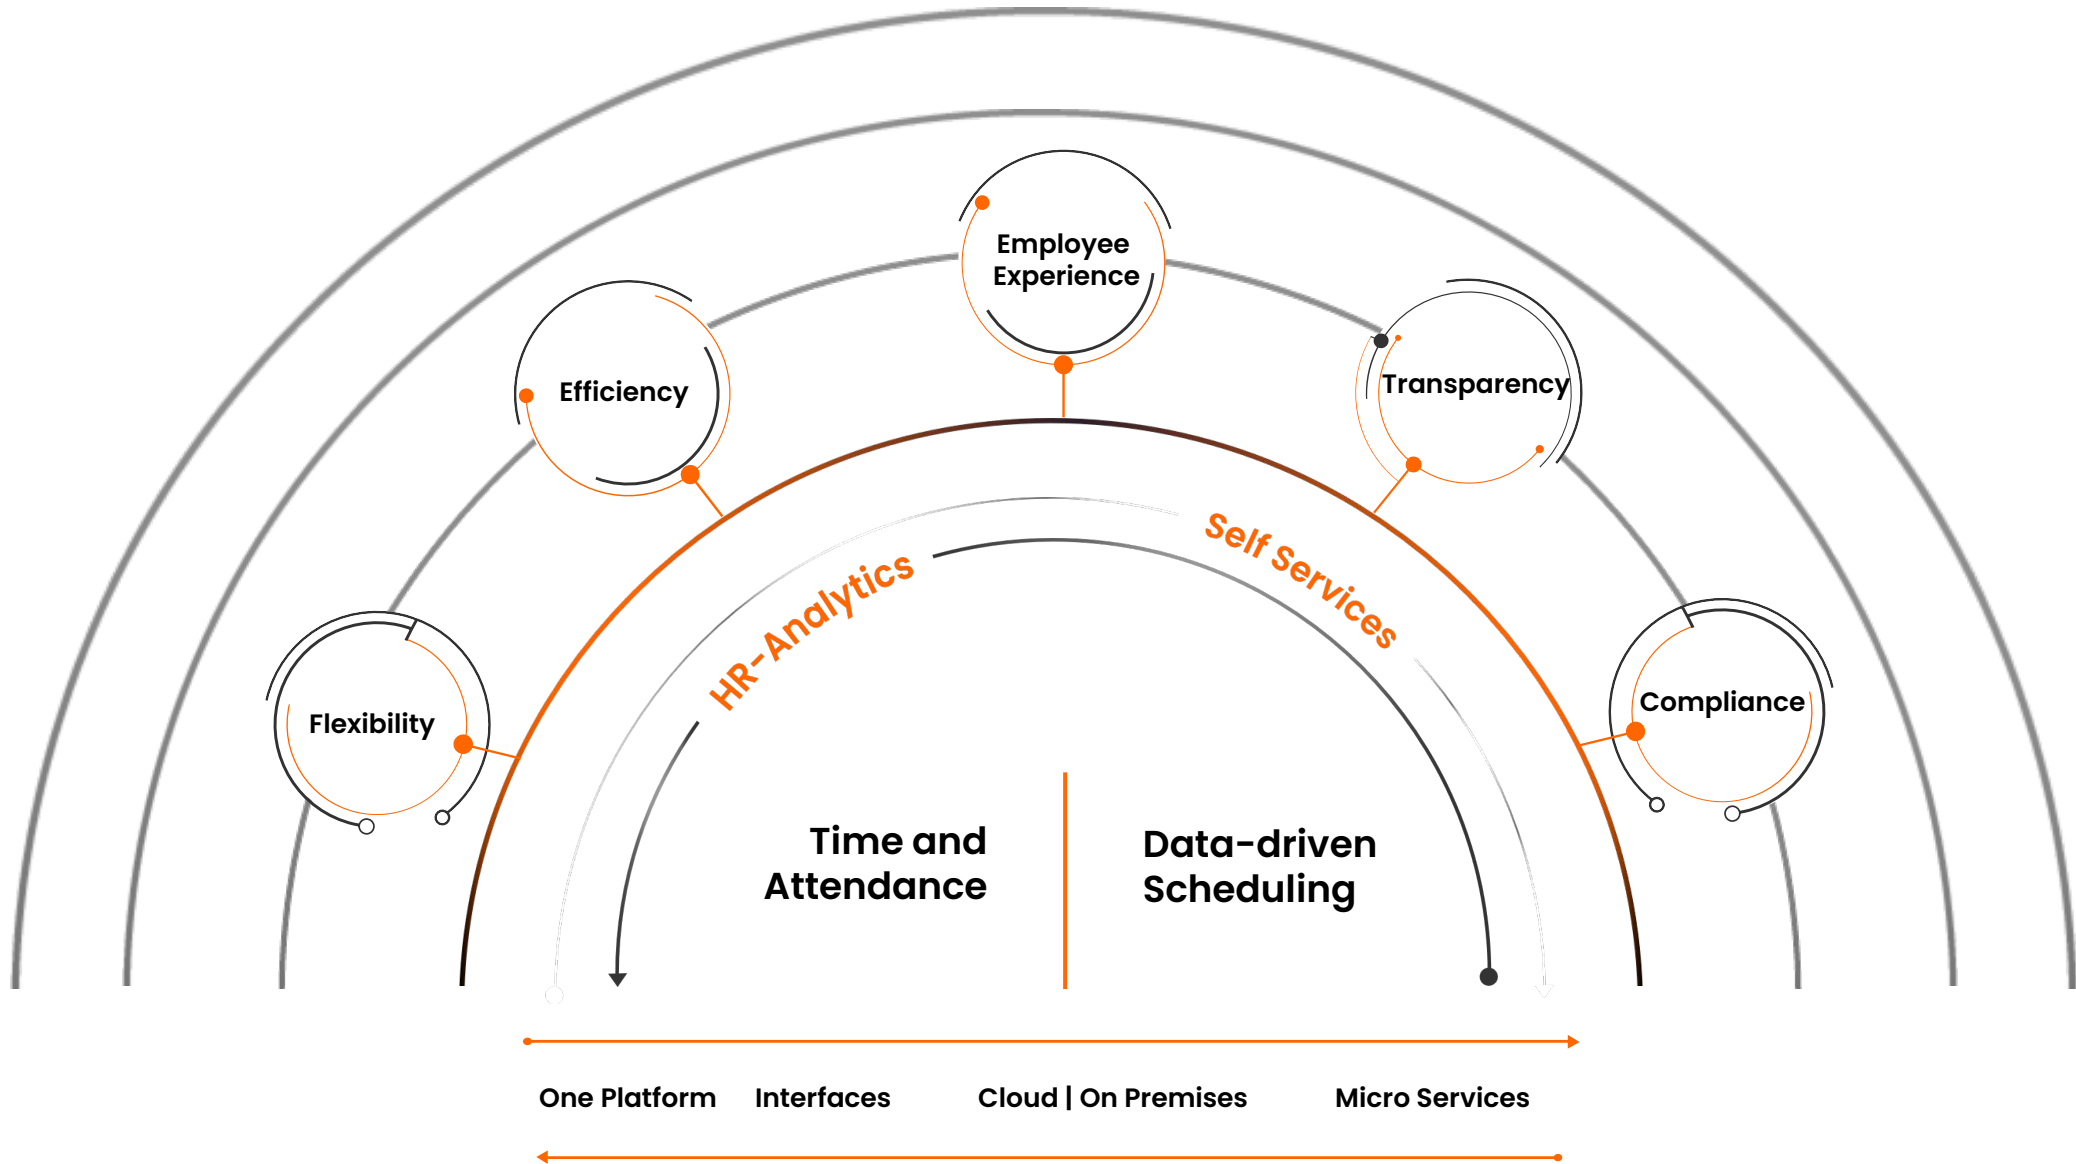 Employee
Experience
Efficiency
Transparency
Flexibility
Compliance
HR-Analytics
Self Services
Time and
Attendance
Data-driven
Scheduling
One Platform
Interfaces
Cloud | On Premises
Micro Services